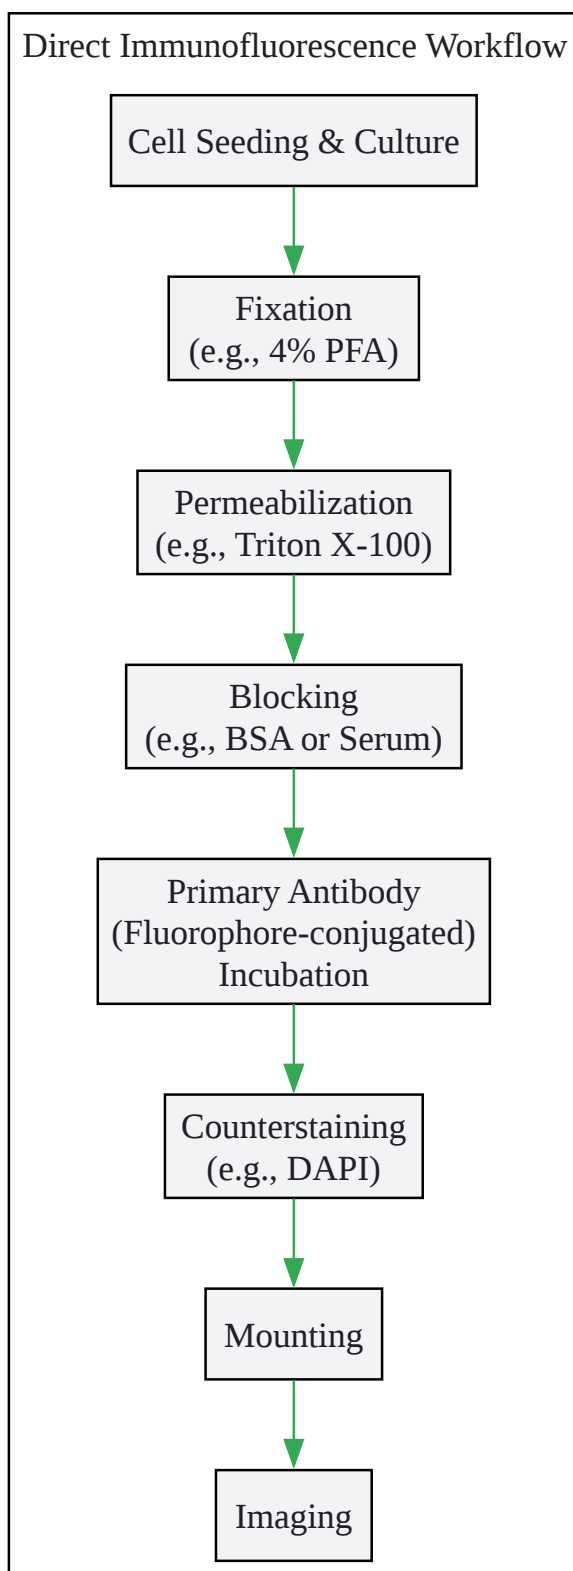 Direct Immunofluorescence Workflow
Cell Seeding & Culture
Fixation
(e.g., 4% PFA)
Permeabilization
(e.g., Triton X-100)
Blocking
(e.g., BSA or Serum)
Primary Antibody
(Fluorophore-conjugated)
Incubation
Counterstaining
(e.g., DAPI)
Mounting
Imaging